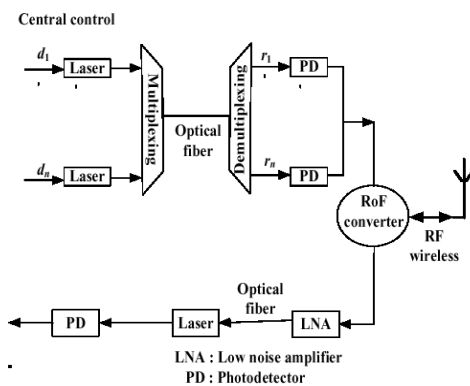 Central control
d1
Laser
Multiplexing
Optical
fiber
Demultiplexing
r1
PD
dn
Laser
rn
PD
RoF
converter
RF
wireless
PD
Laser
Optical
fiber
LNA
LNA : Low noise amplifier
PD : Photodetector